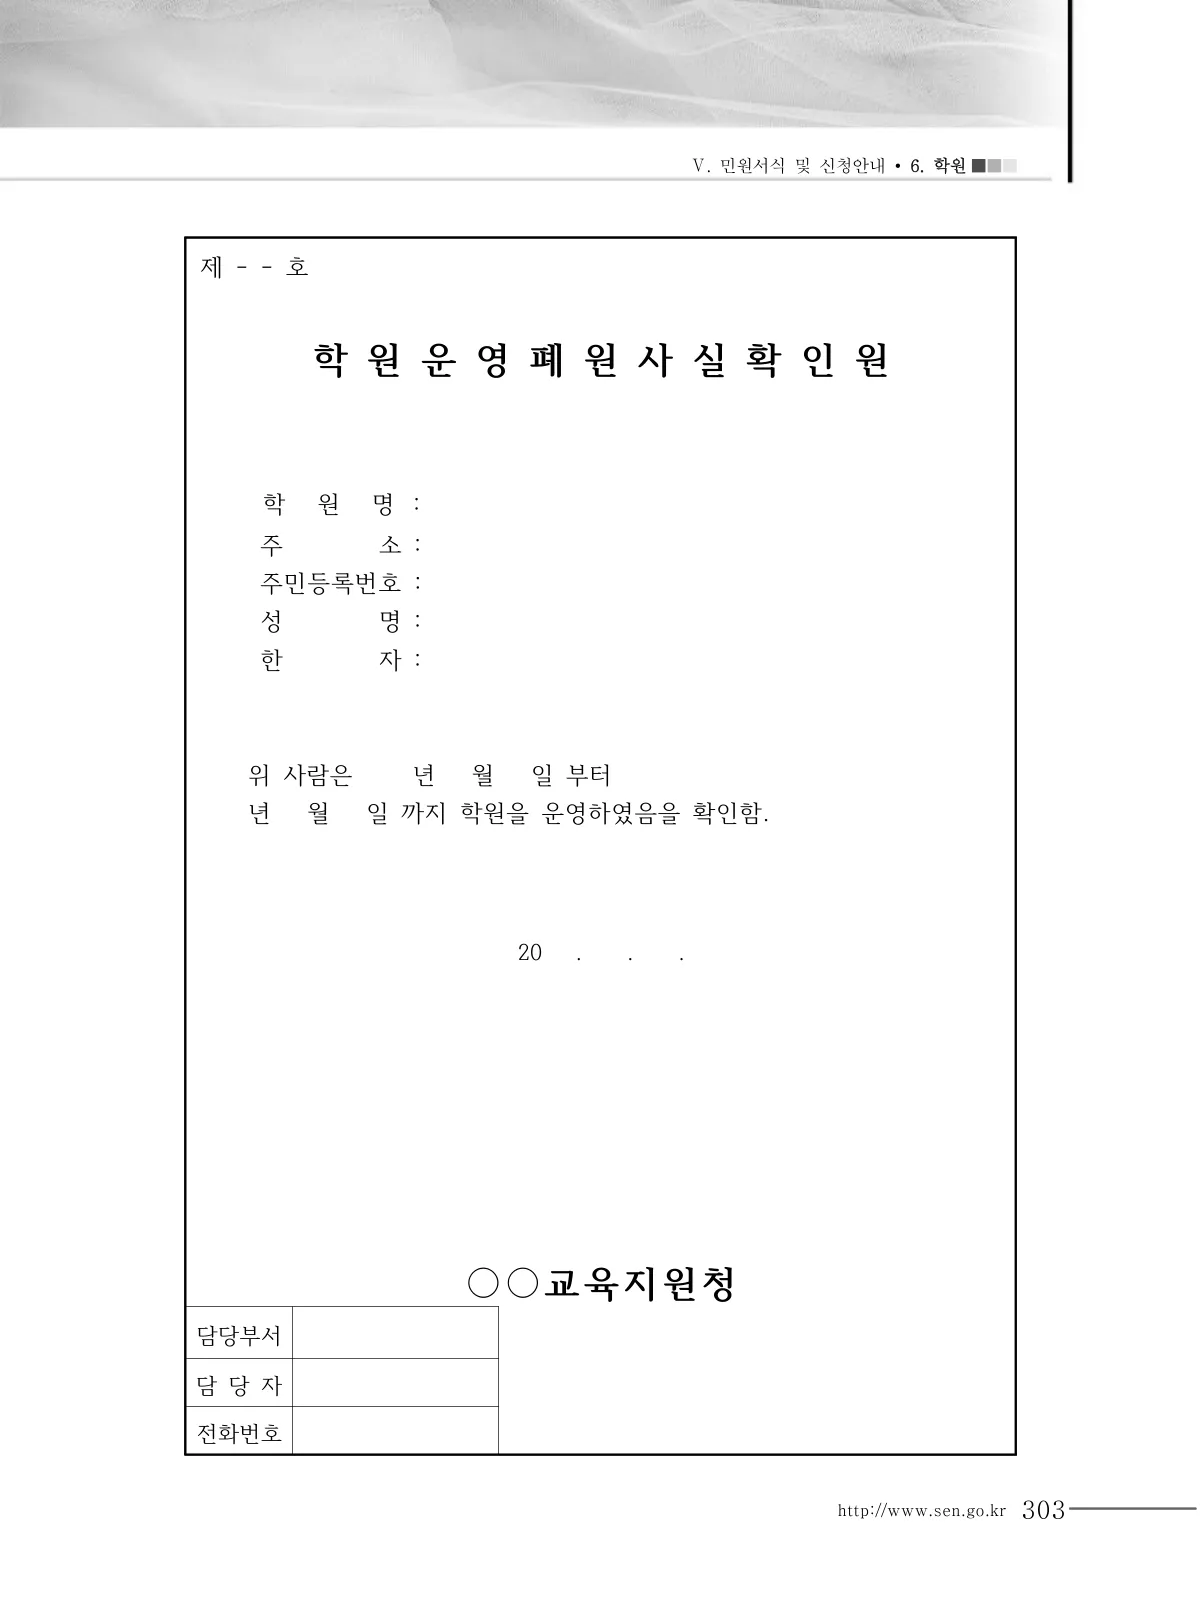 Ⅴ. 민원서식 및 신청안내 • 6. 학원
제 - - 호
학 원 운 영 폐 원 사 실 확 인 원
학 원 명 :
주 소 :
주민등록번호 :
성 명 :
한 자 :
위 사람은 년 월 일 부터
년 월 일 까지 학원을 운영하였음을 확인함.
20 . . .
○○교육지원청
담당부서
담 당 자
전화번호
http://www.sen.go.kr 303